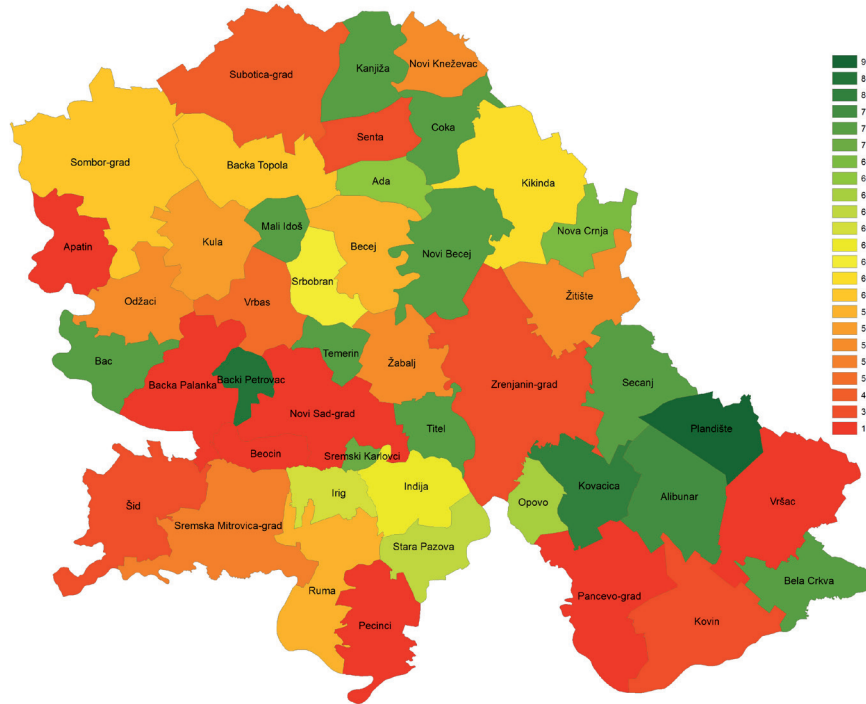 Subotica-grad
Kanjiža
Novi Kneževac
Senta
Coka
Sombor-grad
Backa Topola
Ada
Kikinda
Apatin
Kula
Mali Iđoš
Becej
Novi Becej
Nova Crnja
Srbobran
Odžaci
Vrbas
Žitište
Bac
Temerin
Žabalj
Backa Palanka
Backi Petrovac
Zrenjanin-grad
Secanj
Novi Sad-grad
Titel
Plandište
Beocin
Sremski Karlovci
Šid
Sremska Mitrovica-grad
Irig
Inđija
Opovo
Kovacica
Alibunar
Vršac
Stara Pazova
Bela Crkva
Ruma
Pancevo-grad
Pecinci
Kovin
9
8
8
7
7
7
6
6
6
6
6
6
6
6
6
5
5
5
5
5
4
3
1